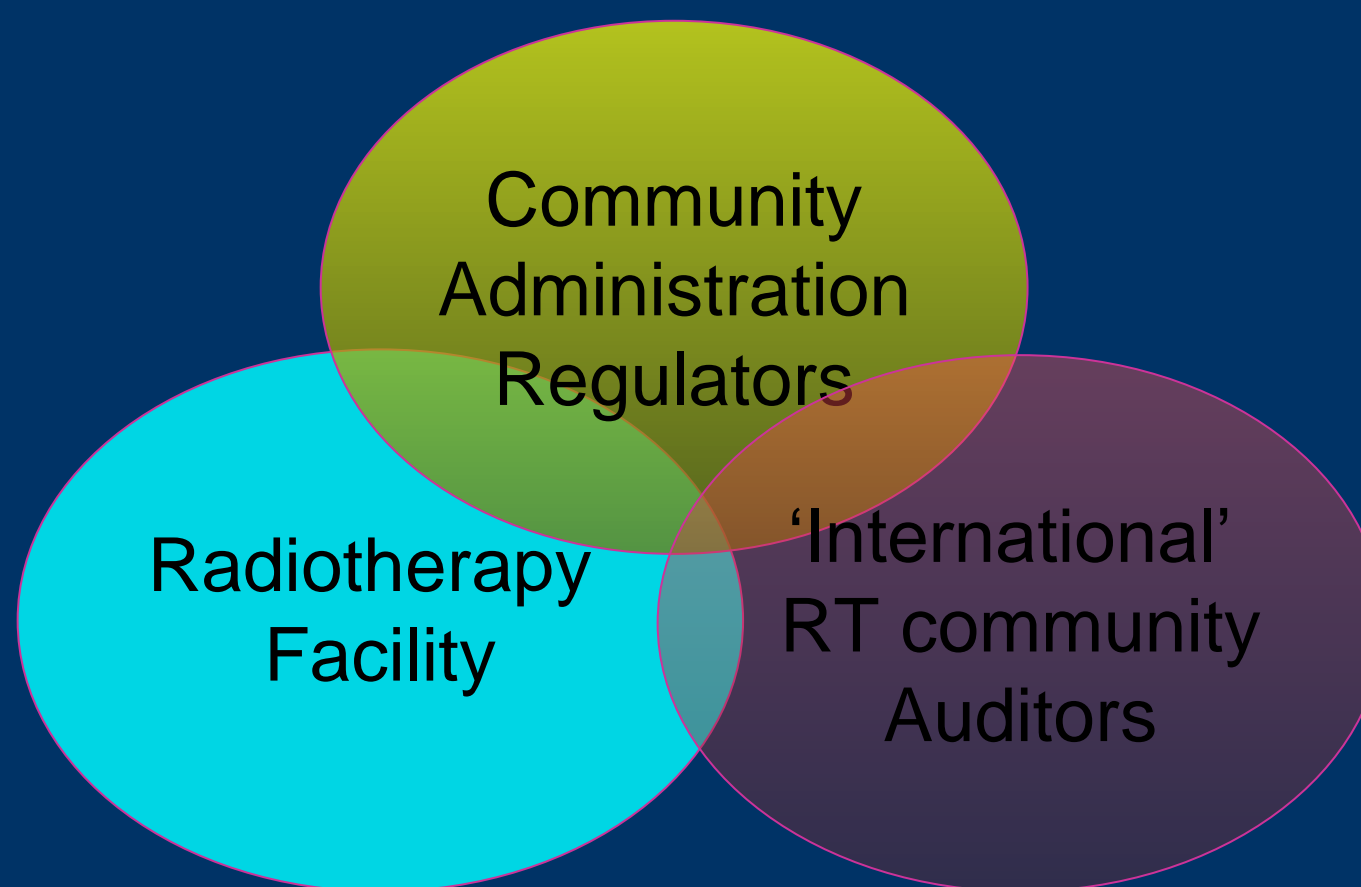 Community
Administration
Regulators
Radiotherapy
Facility
‘International’
RT community
Auditors